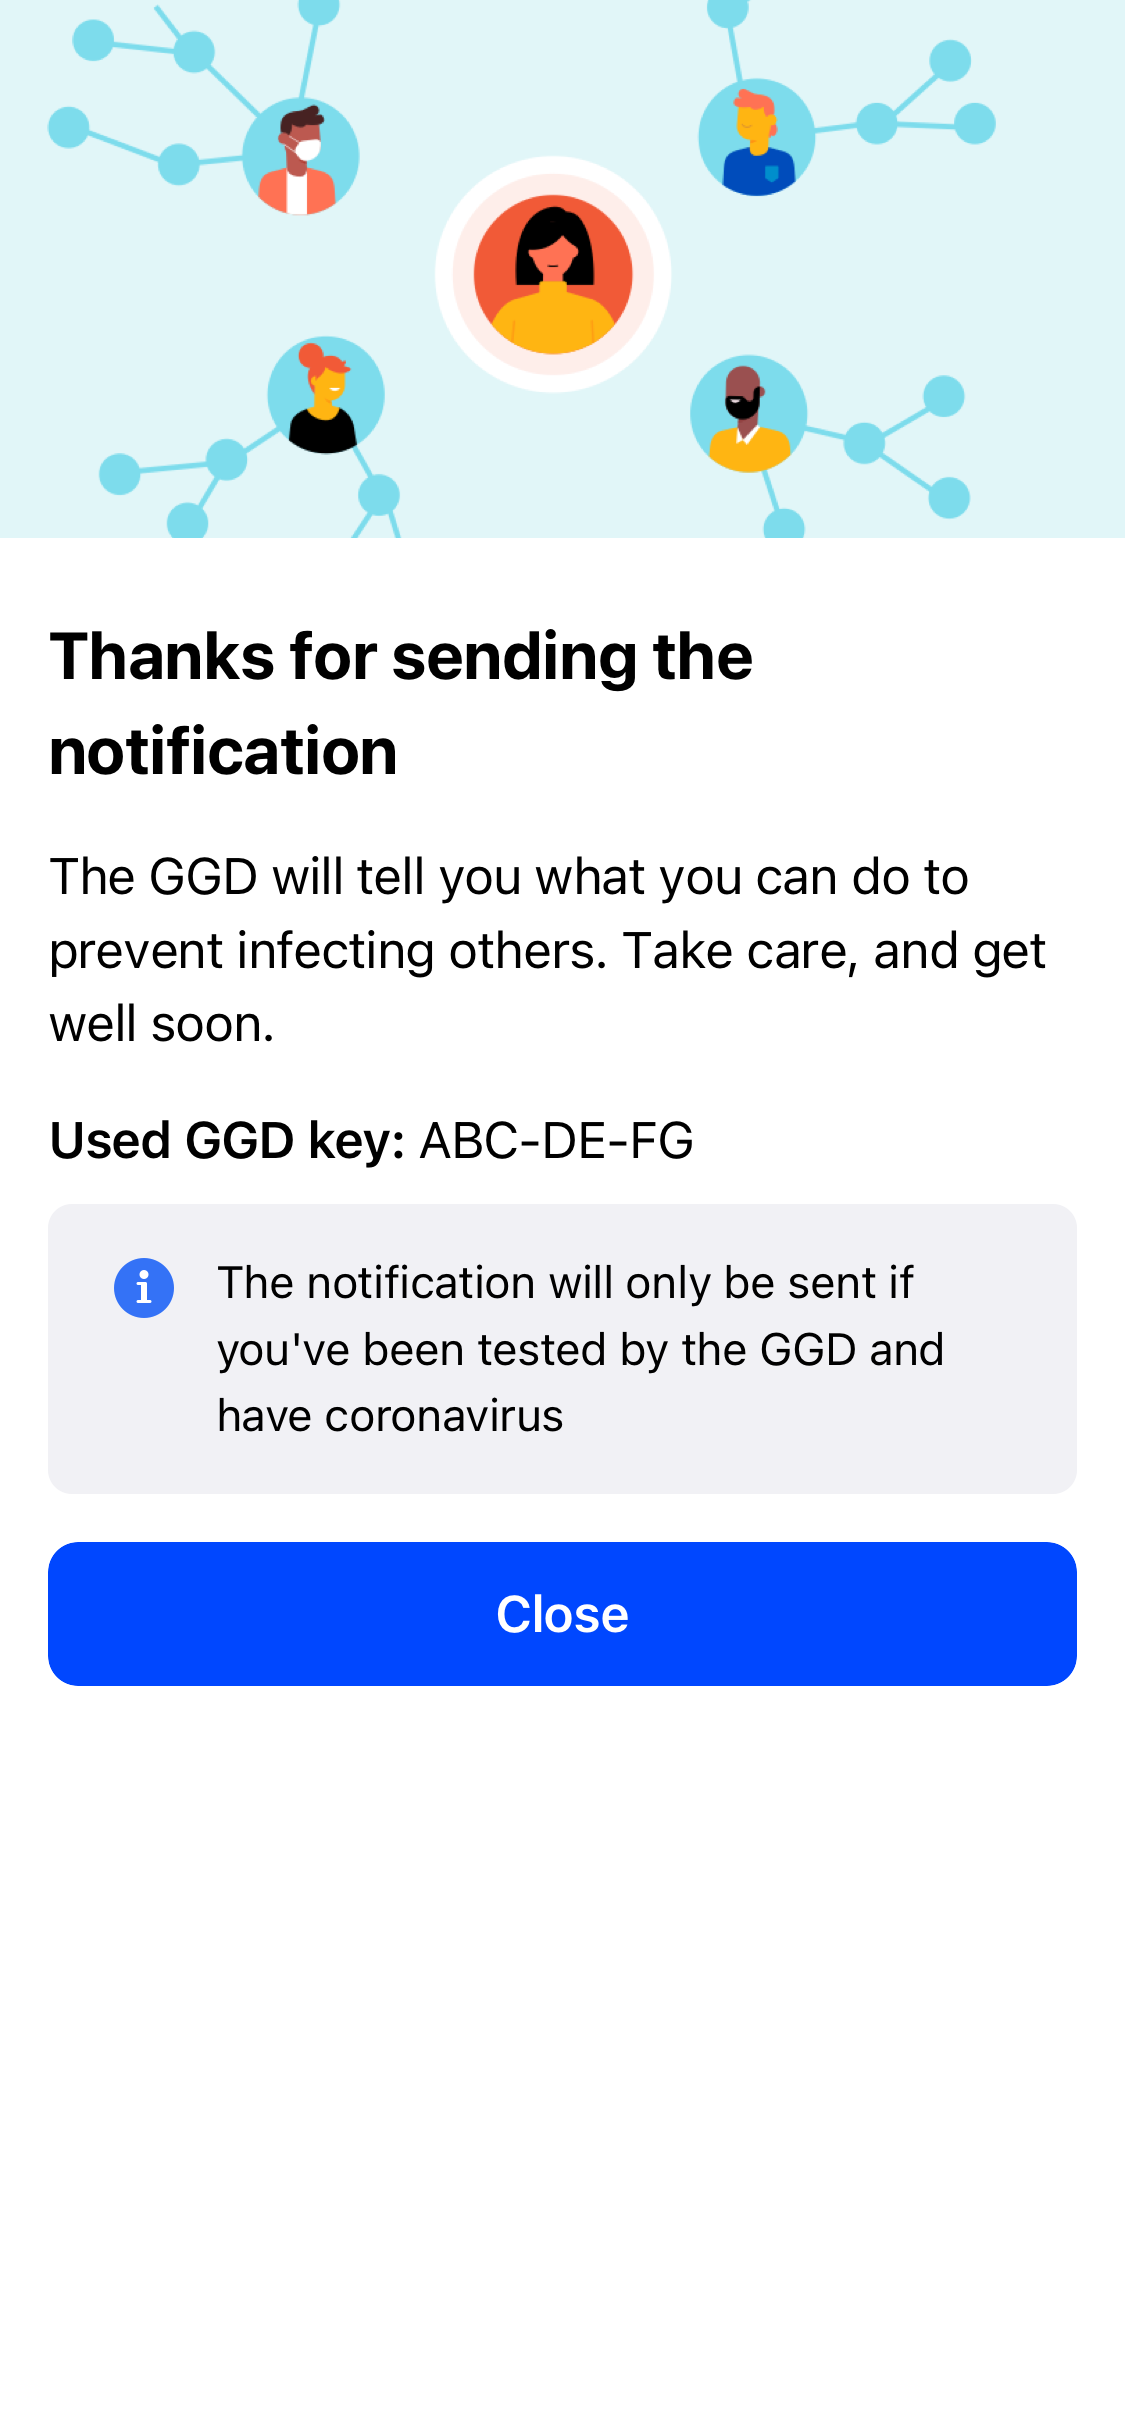 Thanks for sending the
notification
The GGD will tell you what you can do to
prevent infecting others. Take care, and get
well soon.
Used GGD key: ABC-DE-FG
The notification will only be sent if
you've been tested by the GGD and
have coronavirus
Close